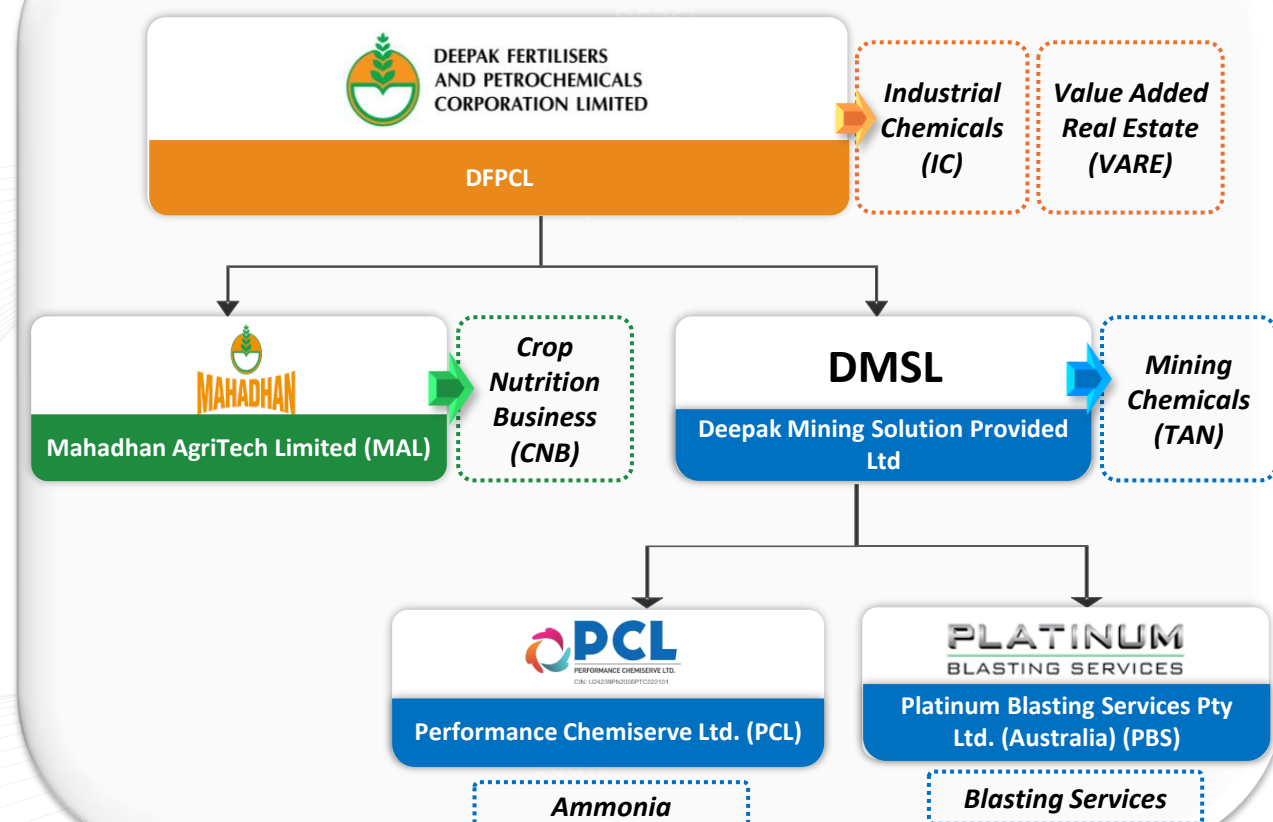 DEEPAK FERTILISERS
AND PETROCHEMICALS
CORPORATION LIMITED
DFPCL
Industrial
Chemicals
(IC)
Value Added
Real Estate
(VARE)
MAHADHAN
Mahadhan AgriTech Limited (MAL)
Crop
Nutrition
Business
(CNB)
DMSL
Deepak Mining Solution Provided
Ltd
Mining
Chemicals
(TAN)
PCL
PERFORMANCE CHEMISERVE LTD.
Performance Chemiserve Ltd. (PCL)
Ammonia
PLATINUM
BLASTING SERVICES
Platinum Blasting Services Pty
Ltd. (Australia) (PBS)
Blasting Services